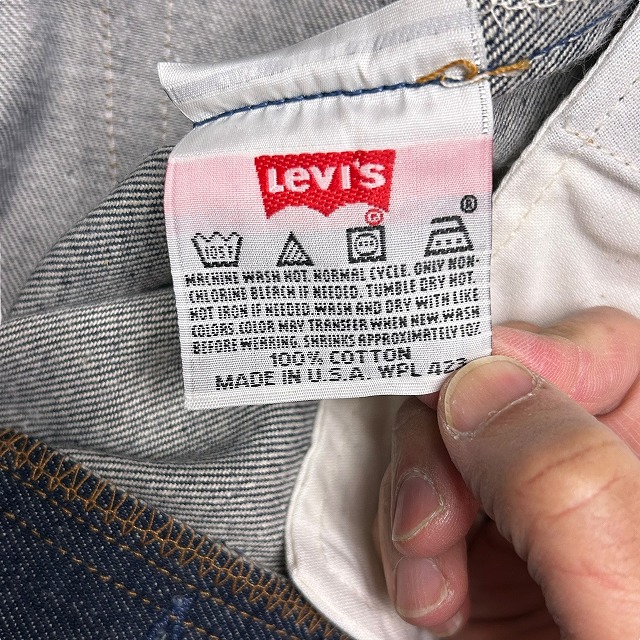 Levi's
®
®
105°
MACHINE WASH HOT, NORMAL CYCLE. ONLY NON-
CHLORINE BLEACH IF NEEDED. TUMBLE DRY HOT.
HOT IRON IF NEEDED. WASH AND DRY WITH LIKE
COLORS. COLOR MAY TRANSFER WHEN NEW. WASH
BEFORE WEARING. SHRINKS APPROXIMATELY 10%
100% COTTON
MADE IN U.S.A. WPL 423